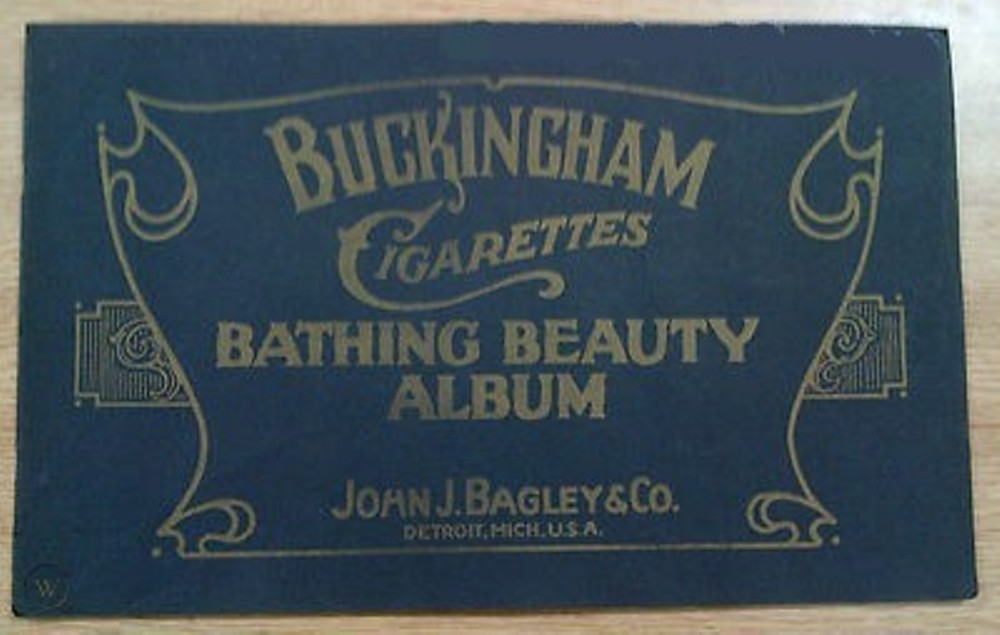 BUCKINGHAM
CIGARETTES
BATHING BEAUTY
ALBUM
JOHN J. BAGLEY & CO.
DETROIT, MICH. U.S.A.
W